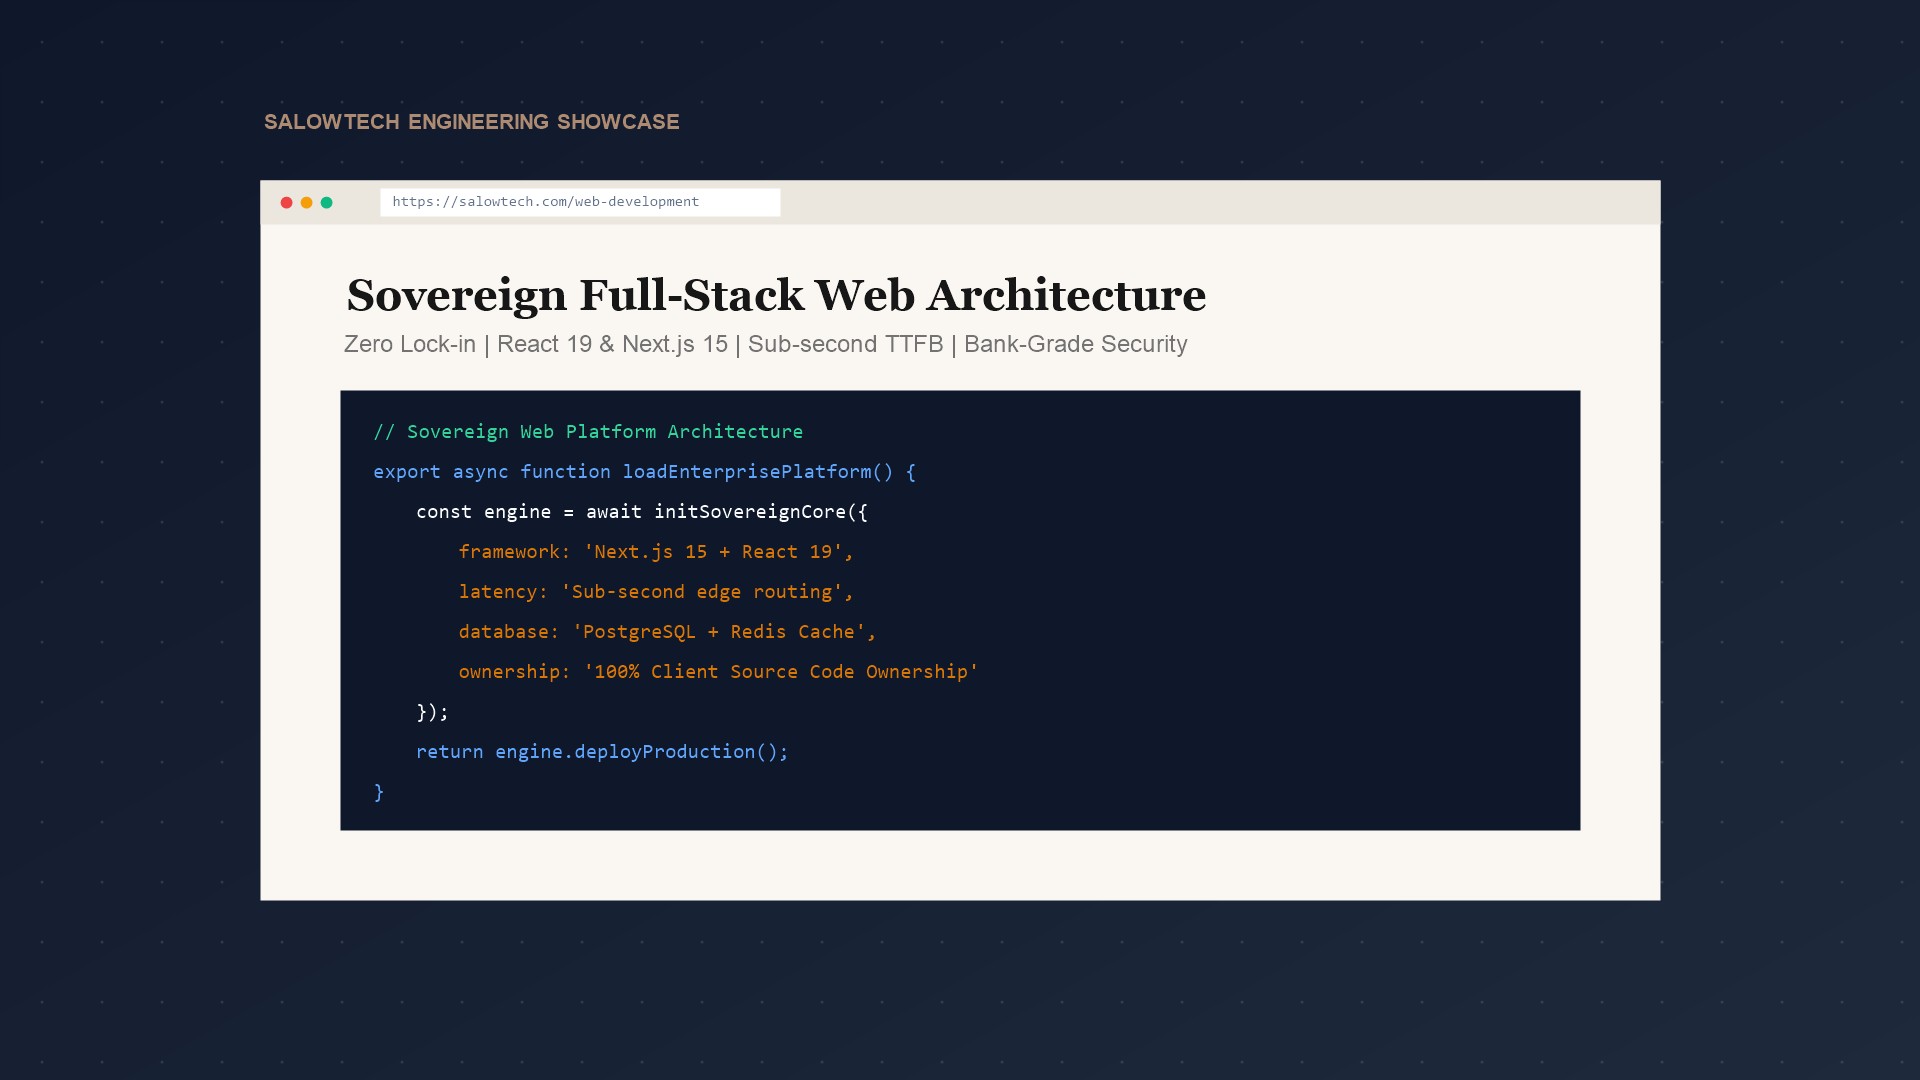 SALOWTECH ENGINEERING SHOWCASE
https://salowtech.com/web-development
Sovereign Full-Stack Web Architecture
Zero Lock-in | React 19 & Next.js 15 | Sub-second TTFB | Bank-Grade Security
// Sovereign Web Platform Architecture
export async function loadEnterprisePlatform() {
    const engine = await initSovereignCore({
        framework: 'Next.js 15 + React 19',
        latency: 'Sub-second edge routing',
        database: 'PostgreSQL + Redis Cache',
        ownership: '100% Client Source Code Ownership'
    });
    return engine.deployProduction();
}